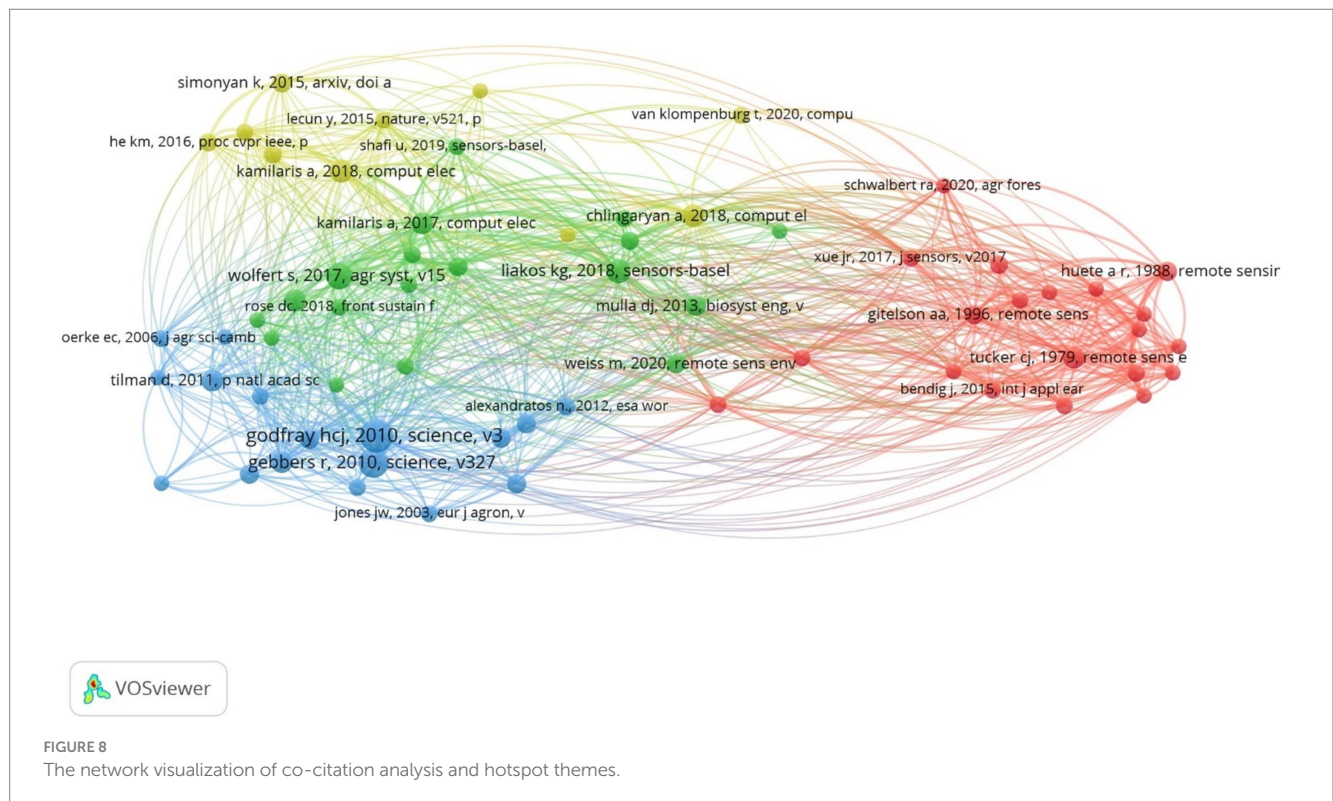 simonyan k, 2015, arxiv, doi a
lecun y, 2015, nature, v521, p
van klompenburg t, 2020, compu
he km, 2016, proc cvpr ieee, p
shafi u, 2019, sensors-basel,
kamilaris a, 2018, comput elec
schwalbert ra, 2020, agr fores
kamilaris a, 2017, comput elec
chlingaryan a, 2018, comput el
xue jr, 2017, j sensors, v2017
wolfert s, 2017, agr syst, v15
liakos kg, 2018, sensors-basel
huete a r, 1988, remote sensir
rose dc, 2018, front sustain f
mulla dj, 2013, biosyst eng, v
gitelson aa, 1996, remote sens
oerke ec, 2006, j agr sci-camb
weiss m, 2020, remote sens env
tucker cj, 1979, remote sens e
tilman d, 2011, p natl acad sc
bendig j, 2015, int j appl ear
alexandratos n., 2012, esa wor
godfray hcj, 2010, science, v3
gebbers r, 2010, science, v327
jones jw, 2003, eur j agron, v
VOSviewer
FIGURE 8
The network visualization of co-citation analysis and hotspot themes.